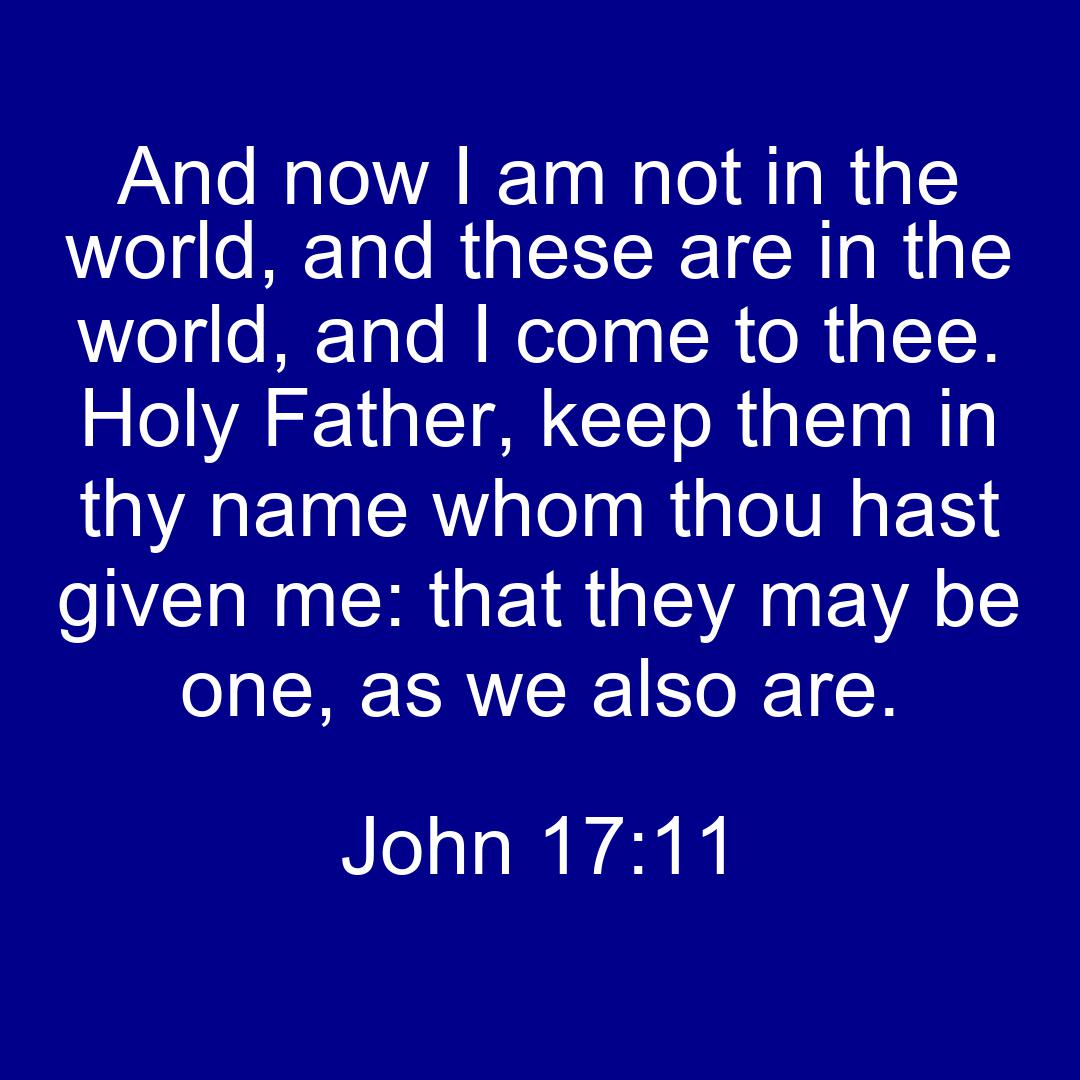 And now I am not in the
world, and these are in the
world, and I come to thee.
Holy Father, keep them in
thy name whom thou hast
given me: that they may be
one, as we also are.
John 17:11